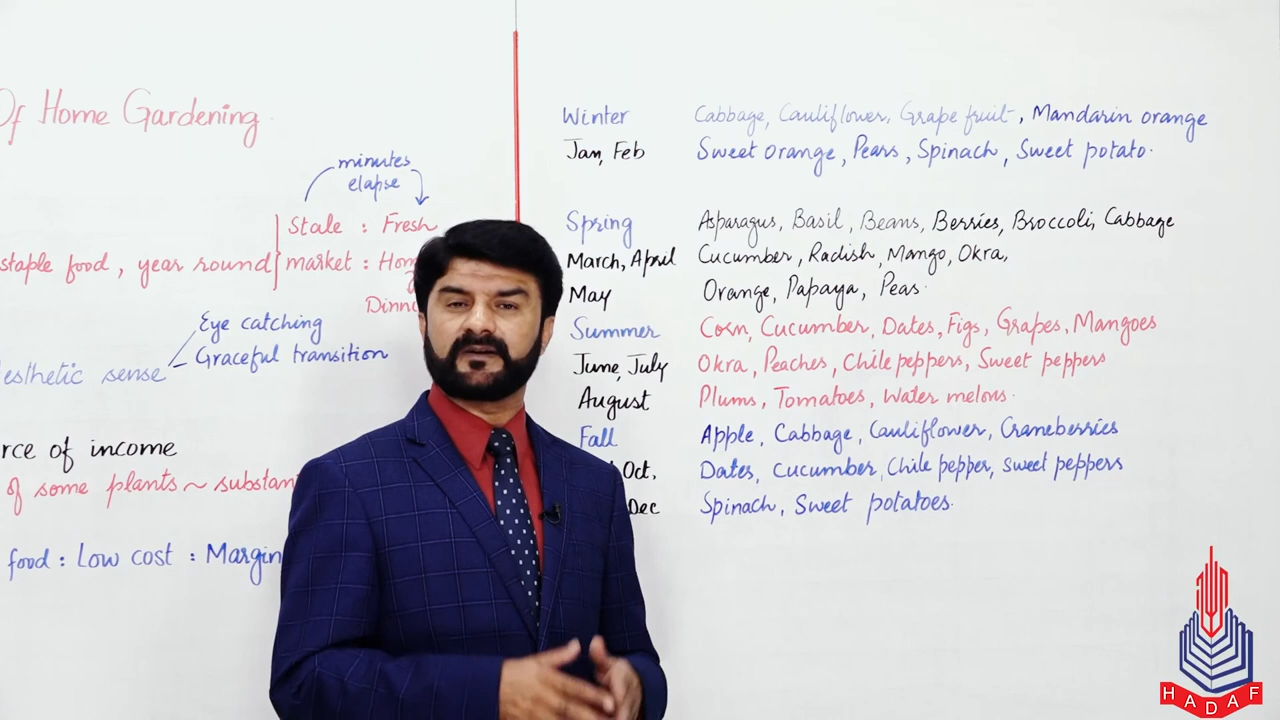 Of Home Gardening
minutes
elapse
Stale : Fresh
staple food, year round market :
Eye catching
Graceful transition
esthetic sense
rce of income
of some plants ~ substan
food : Low cost : Margin
Winter Cabbage, Cauliflower, Grape fruit, Mandarin orange
Jan, Feb Sweet orange, Pears, Spinach, Sweet potato.
Spring Asparagus, Basil, Beans, Berries, Broccoli, Cabbage
March, April Cucumber, Radish, Mango, Okra,
May Orange, Papaya, Peas.
Summer Corn, Cucumber, Dates, Figs, Grapes, Mangoes
June, July Okra, Peaches, Chile peppers, Sweet peppers
August Plums, Tomatoes, Water melons.
Fall Apple, Cabbage, Cauliflower, Craneberries
Oct, Dates, Cucumber, Chile pepper, Sweet peppers
Dec Spinach, Sweet potatoes.
HADAF